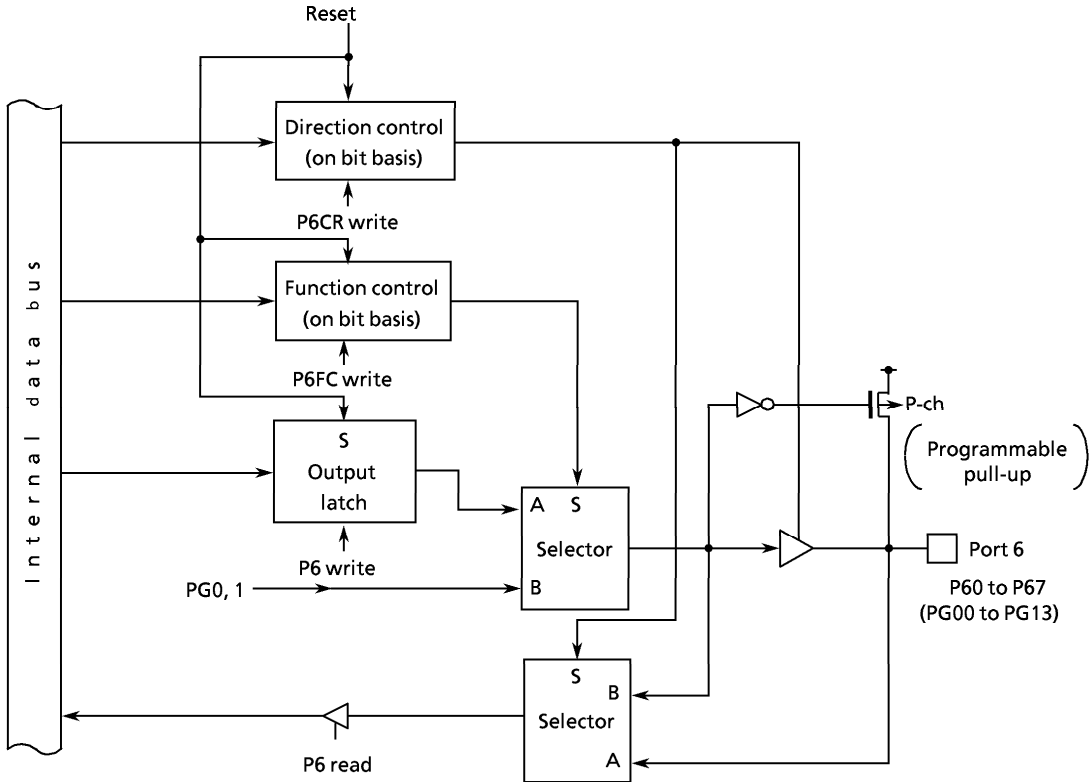 Reset
Direction control
(on bit basis)
P6CR write
Function control
(on bit basis)
P6FC write
Internal data bus
P-ch
(Programmable
pull-up)
S
Output
latch
A S
Selector
B
P6 write
PG0, 1
Port 6
P60 to P67
(PG00 to PG13)
S
B
Selector
A
P6 read